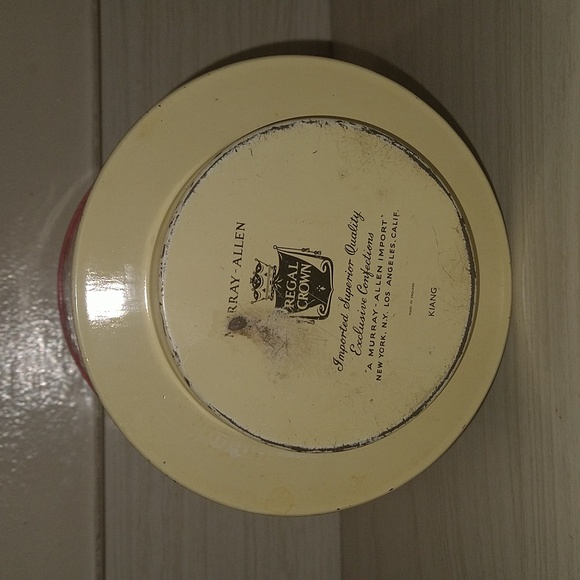 MURRAY-ALLEN
REGAL
CROWN
Imported Superior Quality
Exclusive Confections
"A MURRAY-ALLEN IMPORT"
NEW YORK, N.Y. LOS ANGELES, CALIF.
KIANG